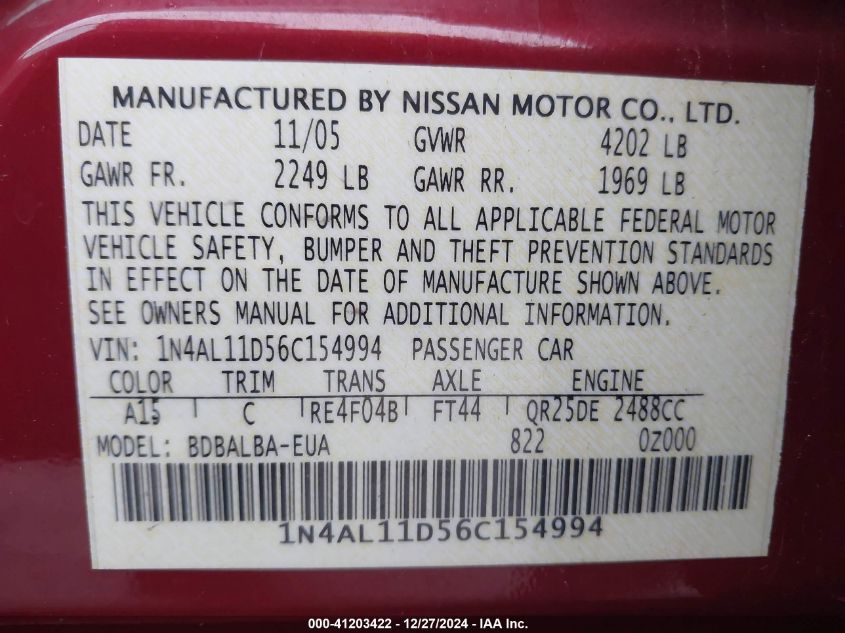 MANUFACTURED BY NISSAN MOTOR CO., LTD.
DATE 11/05 GVWR 4202 LB
GAWR FR. 2249 LB GAWR RR. 1969 LB
THIS VEHICLE CONFORMS TO ALL APPLICABLE FEDERAL MOTOR
VEHICLE SAFETY, BUMPER AND THEFT PREVENTION STANDARDS
IN EFFECT ON THE DATE OF MANUFACTURE SHOWN ABOVE.
SEE OWNERS MANUAL FOR ADDITIONAL INFORMATION.
VIN: 1N4AL11D56C154994 PASSENGER CAR
COLOR TRIM TRANS AXLE ENGINE
A15 C RE4F04B FT44 QR25DE 2488CC
MODEL: BDBALBA-EUA 822 0Z000
1N4AL11D56C154994
000-41203422 - 12/27/2024 - IAA Inc.